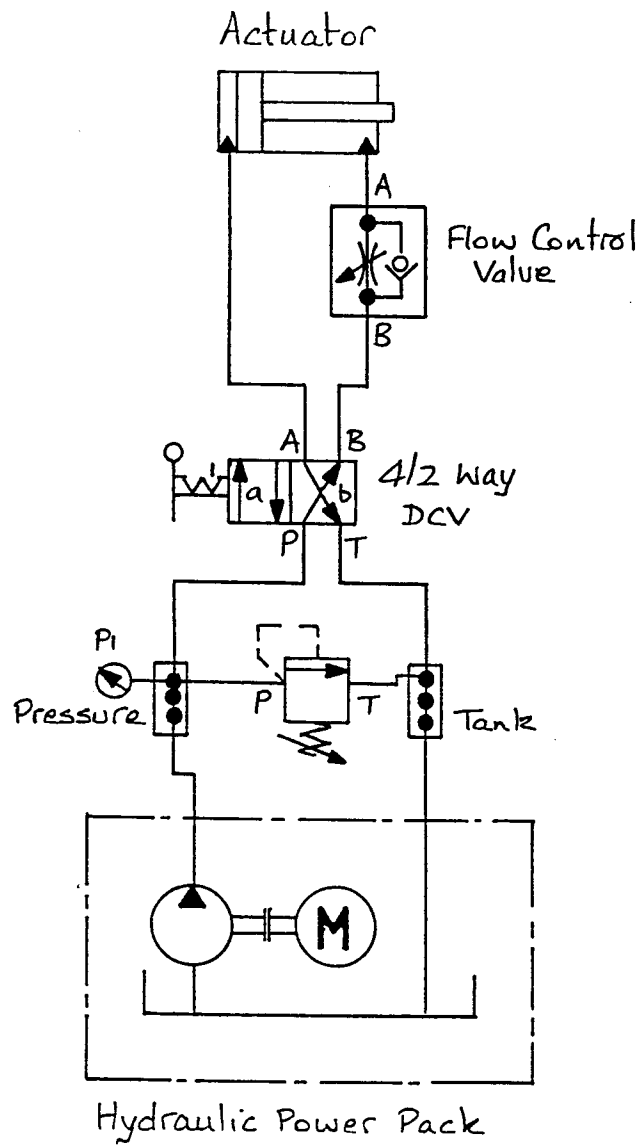 Actuator
A
Flow Control
Value
B
A B
a b
4/2 Way
DCV
P T
P1
Pressure
P T
Tank
M
Hydraulic Power Pack